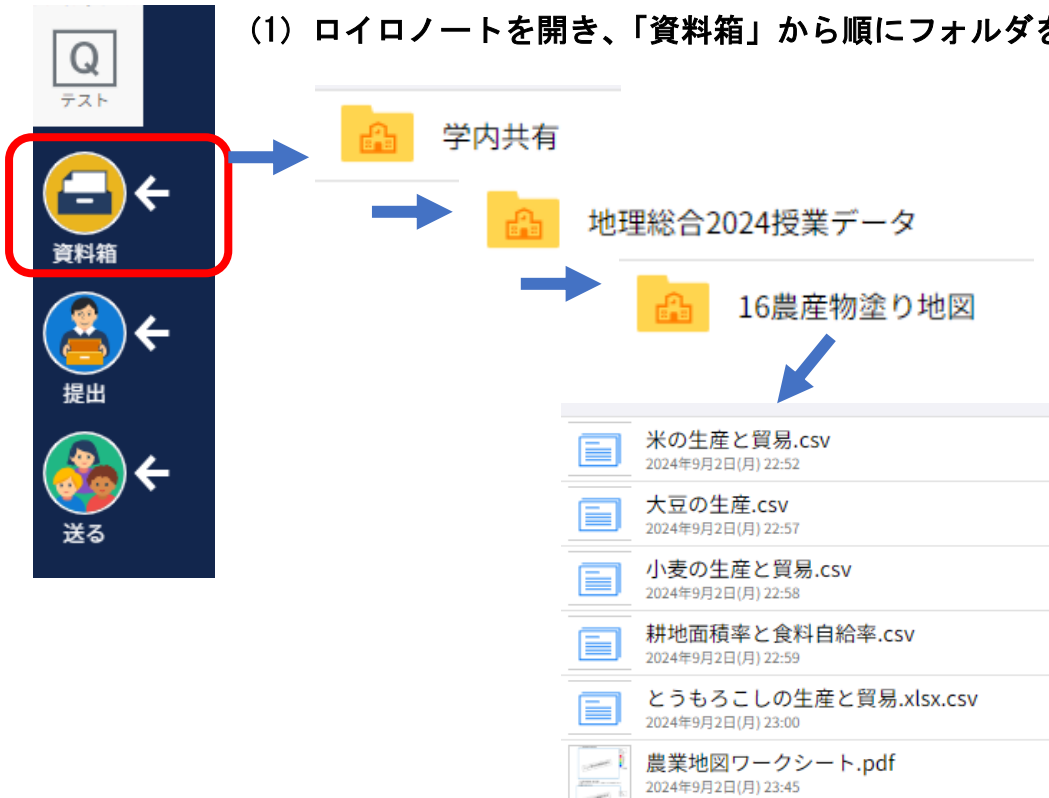 (1) ロイロノートを開き、「資料箱」から順にフォルダを
Q
テスト
資料箱
提出
送る
学内共有
地理総合2024授業データ
16農産物塗り地図
米の生産と貿易.csv
2024年9月2日(月) 22:52
大豆の生産.csv
2024年9月2日(月) 22:57
小麦の生産と貿易.csv
2024年9月2日(月) 22:58
耕地面積率と食料自給率.csv
2024年9月2日(月) 22:59
とうもろこしの生産と貿易.xlsx.csv
2024年9月2日(月) 23:00
農業地図ワークシート.pdf
2024年9月2日(月) 23:45